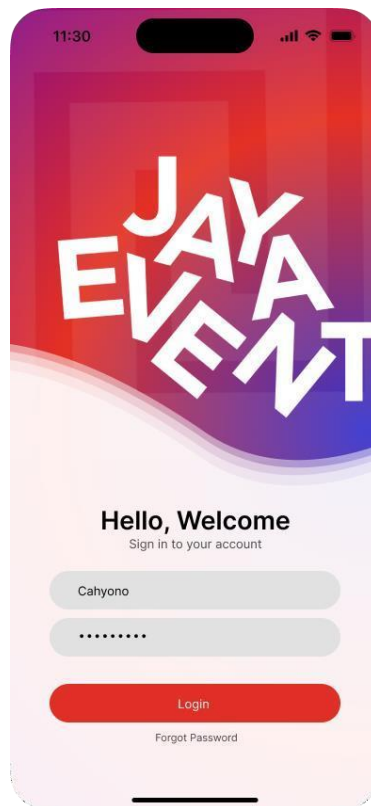 11:30
JAYA
EVENT
Hello, Welcome
Sign in to your account
Cahyono
•••••••••
Login
Forgot Password